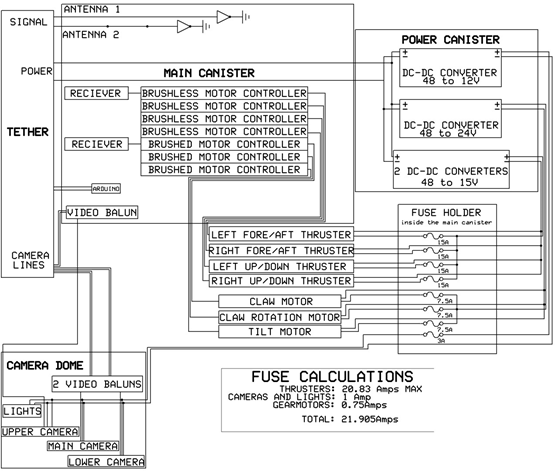 ANTENNA 1
SIGNAL
ANTENNA 2
POWER CANISTER
POWER
MAIN CANISTER
DC-DC CONVERTER
48 to 12V
RECIEVER
BRUSHLESS MOTOR CONTROLLER
BRUSHLESS MOTOR CONTROLLER
BRUSHLESS MOTOR CONTROLLER
BRUSHLESS MOTOR CONTROLLER
DC-DC CONVERTER
48 to 24V
TETHER
RECIEVER
BRUSHED MOTOR CONTROLLER
BRUSHED MOTOR CONTROLLER
BRUSHED MOTOR CONTROLLER
2 DC-DC CONVERTERS
48 to 15V
ARDUINO
VIDEO BALUN
FUSE HOLDER
inside the main canister
LEFT FORE/AFT THRUSTER
15A
RIGHT FORE/AFT THRUSTER
15A
CAMERA
LINES
LEFT UP/DOWN THRUSTER
15A
RIGHT UP/DOWN THRUSTER
15A
CLAW MOTOR
7.5A
CLAW ROTATION MOTOR
7.5A
TILT MOTOR
7.5A
3A
CAMERA DOME
2 VIDEO BALUNS
LIGHTS
UPPER CAMERA
MAIN CAMERA
LOWER CAMERA
FUSE CALCULATIONS
THRUSTERS: 20.83 Amps MAX
CAMERAS AND LIGHTS: 1 Amp
GEARMOTORS: 0.75Amps
TOTAL: 21.905Amps